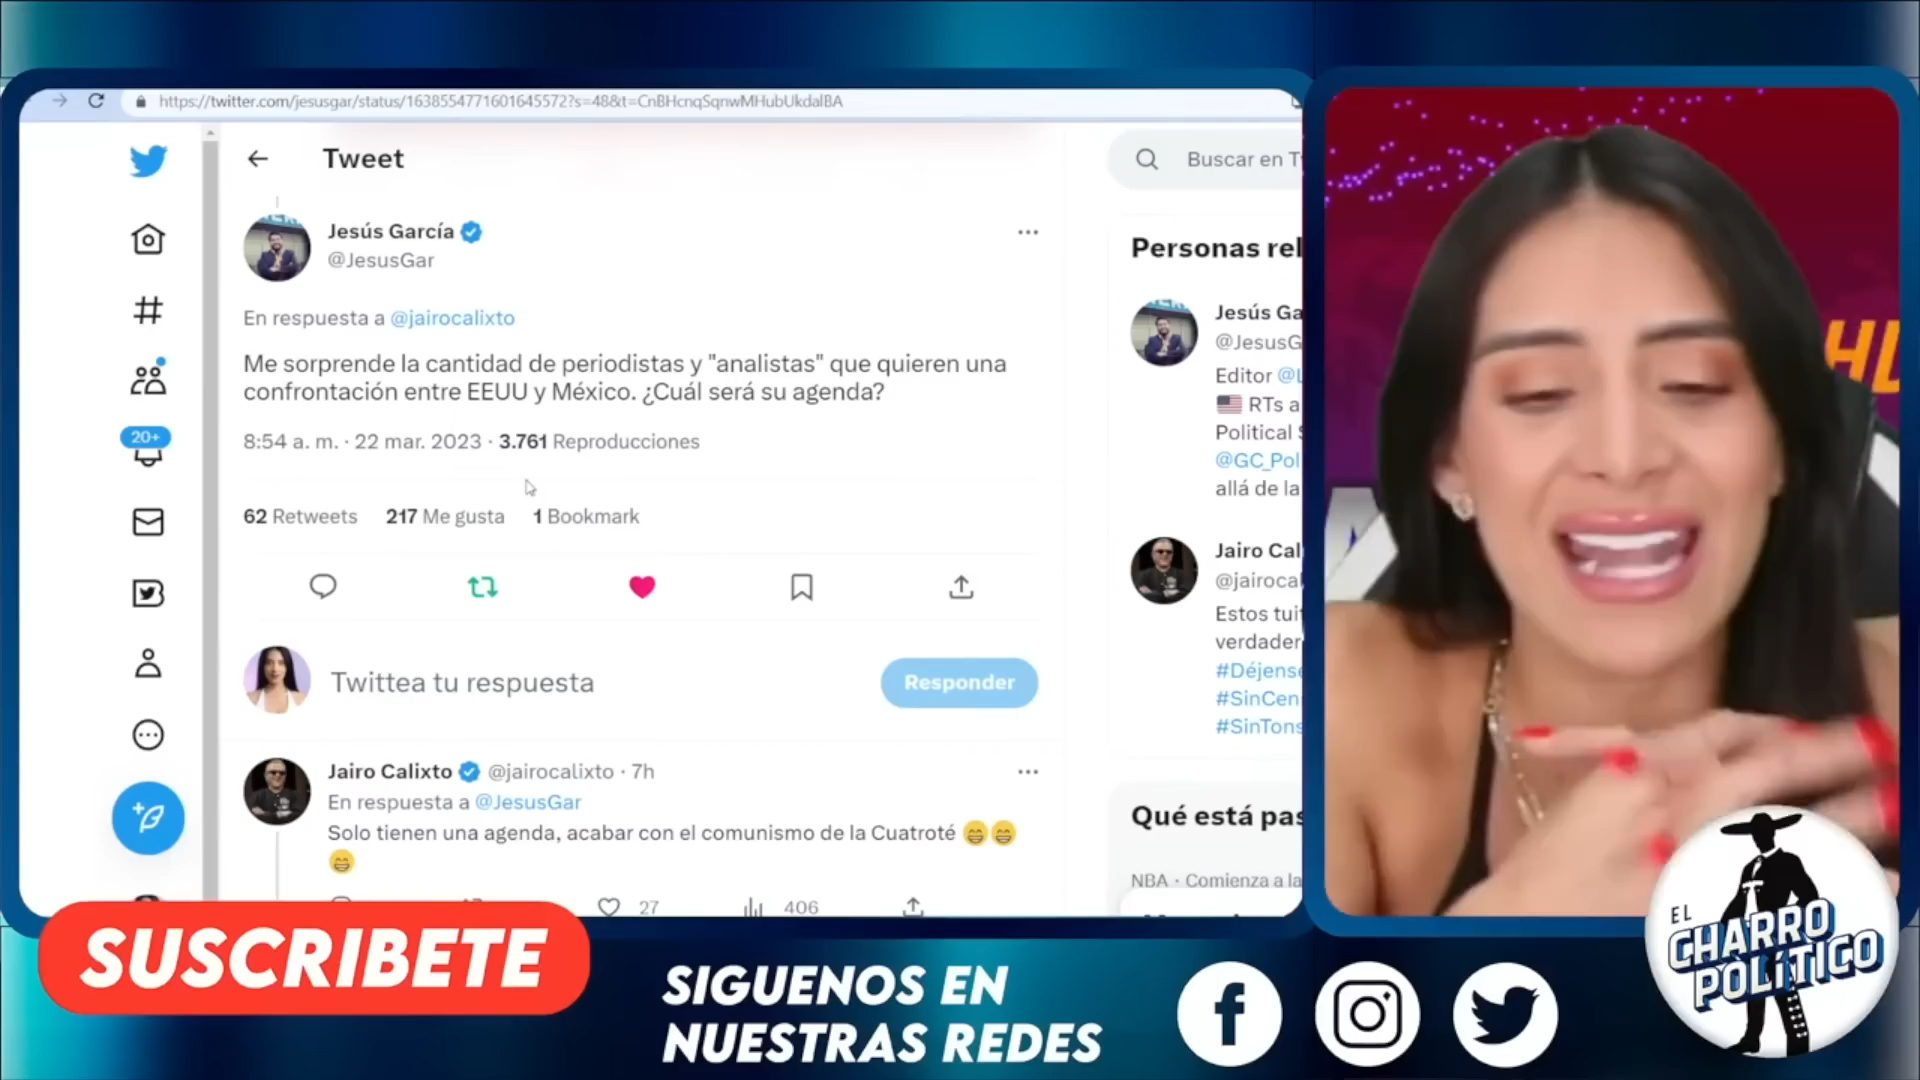 https://twitter.com/jesusgar/status/1638554771601645572?s=48&t=CnBHcnqSqnwMHubUkdalBA
Tweet
Buscar en T
Jesús García
@JesusGar
En respuesta a @jairocalixto
Me sorprende la cantidad de periodistas y "analistas" que quieren una
confrontación entre EEUU y México. ¿Cuál será su agenda?
8:54 a. m. · 22 mar. 2023 · 3.761 Reproducciones
62 Retweets 217 Me gusta 1 Bookmark
20+
Twittea tu respuesta
Responder
Jairo Calixto @jairocalixto · 7h
En respuesta a @JesusGar
Solo tienen una agenda, acabar con el comunismo de la Cuatroté 😄😄
😄
27 406
Personas rel
Jesús Ga
@JesusG
Editor @L
🇺🇸 RTs a
Political S
@GC_Pol
allá de la
Jairo Cal
@jairocal
Estos tuit
verdader
#Déjense
#SinCen
#SinTons
Qué está pas
NBA · Comienza a la
SUSCRIBETE
SIGUENOS EN
NUESTRAS REDES
EL
CHARRO
POLÍTICO